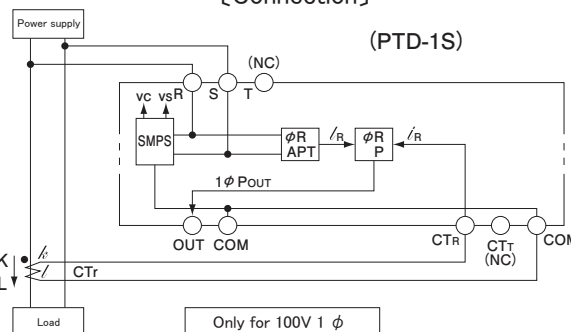 [Connection]
Power supply
(PTD-1S)
(NC)
R S T
vc vs
SMPS
φR
APT
lR
φR
P
iR
1φ POUT
OUT COM
CTR CTT COM
(NC)
K k
L l CTr
Load
Only for 100V 1 φ